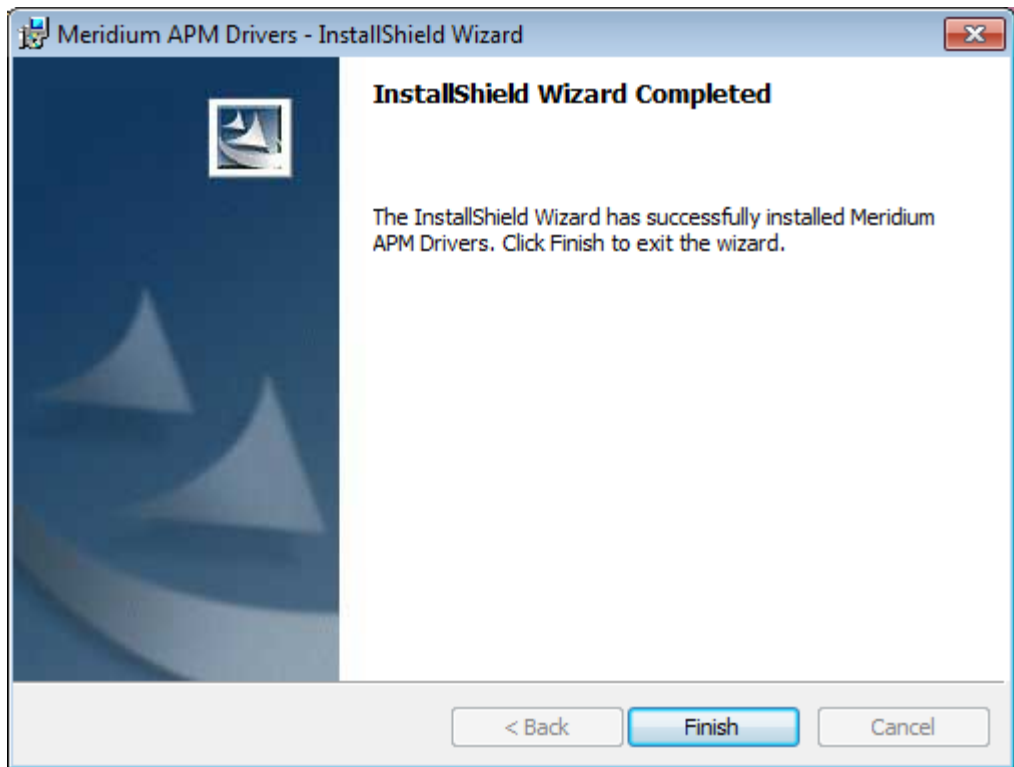 Meridium APM Drivers - InstallShield Wizard
InstallShield Wizard Completed
The InstallShield Wizard has successfully installed Meridium
APM Drivers. Click Finish to exit the wizard.
< Back Finish Cancel